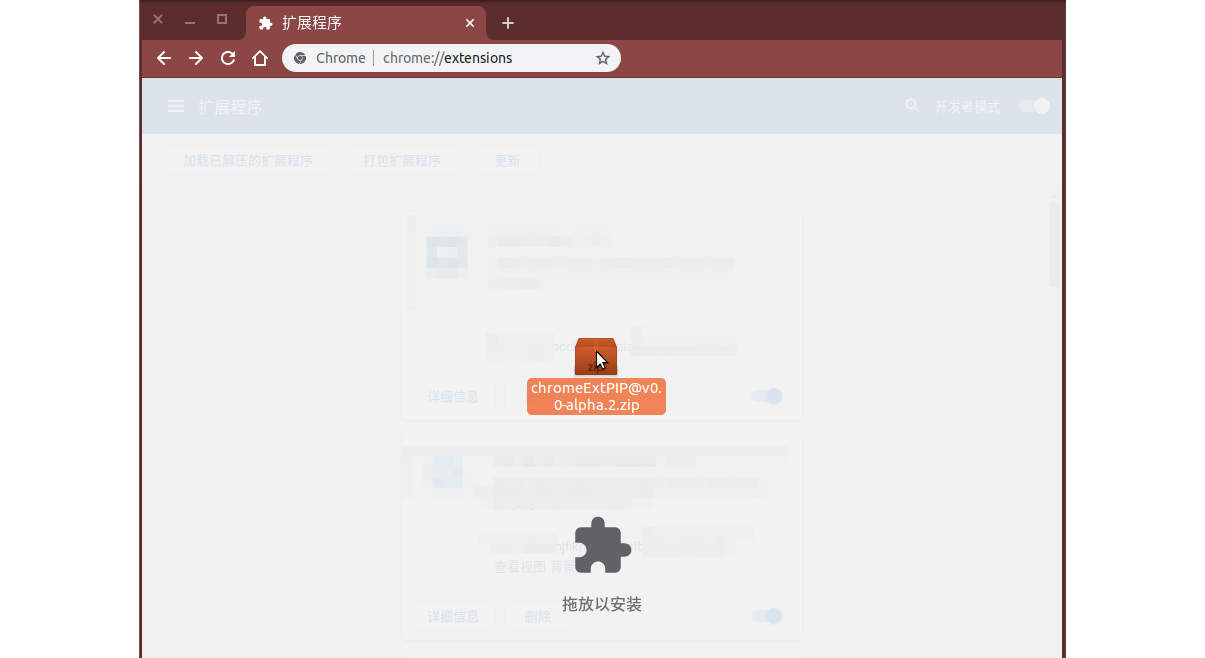 扩展程序
Chrome | chrome://extensions
扩展程序
开发者模式
加载已解压的扩展程序
打包扩展程序
更新
zip
chromeExtPIP@v0.
0-alpha.2.zip
详细信息
查看视图 背景
拖放以安装
详细信息
删除